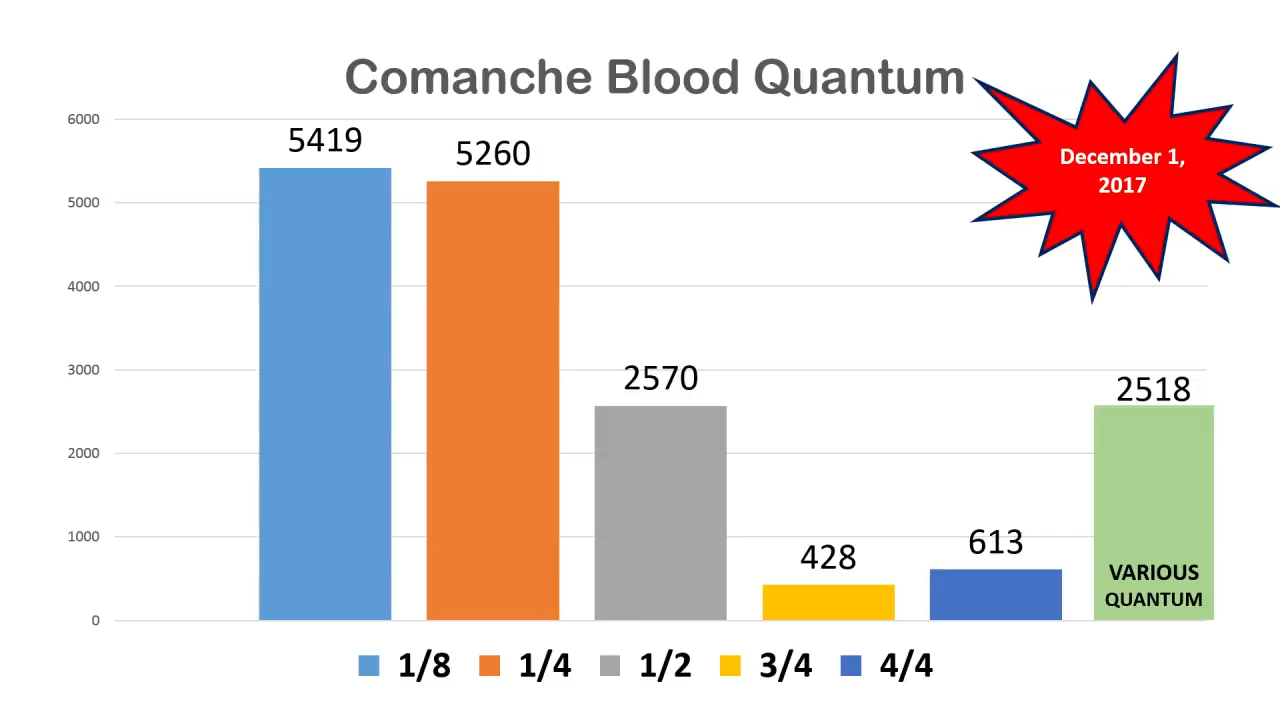 Comanche Blood Quantum
December 1,
2017
6000
5000
4000
3000
2000
1000
0
5419
5260
2570
428
613
2518
VARIOUS
QUANTUM
1/8 1/4 1/2 3/4 4/4